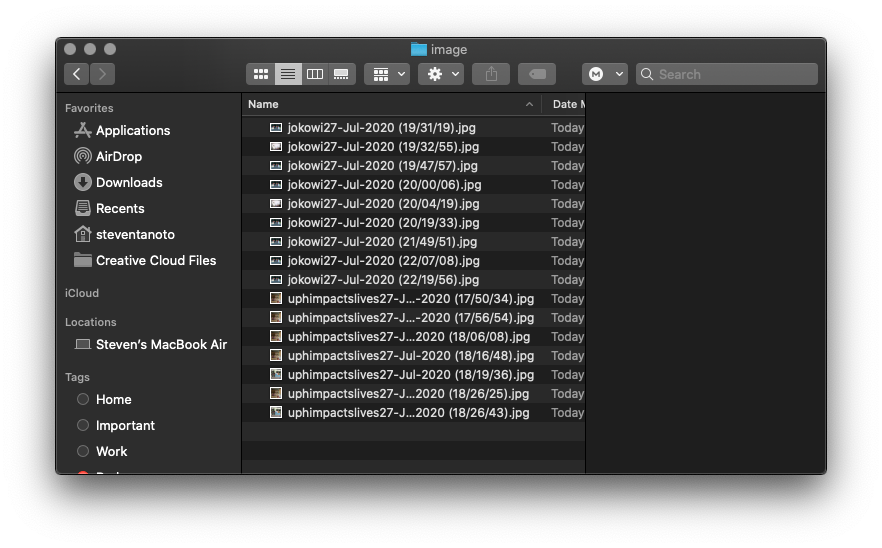 image
Search
Favorites
Applications
AirDrop
Downloads
Recents
steventanoto
Creative Cloud Files
iCloud
Locations
Steven's MacBook Air
Tags
Home
Important
Work
Name
Date M
jokowi27-Jul-2020 (19/31/19).jpg Today
jokowi27-Jul-2020 (19/32/55).jpg Today
jokowi27-Jul-2020 (19/47/57).jpg Today
jokowi27-Jul-2020 (20/00/06).jpg Today
jokowi27-Jul-2020 (20/04/19).jpg Today
jokowi27-Jul-2020 (20/19/33).jpg Today
jokowi27-Jul-2020 (21/49/51).jpg Today
jokowi27-Jul-2020 (22/07/08).jpg Today
jokowi27-Jul-2020 (22/19/56).jpg Today
uphimpactslives27-J...-2020 (17/50/34).jpg Today
uphimpactslives27-J...-2020 (17/56/54).jpg Today
uphimpactslives27-J...2020 (18/06/08).jpg Today
uphimpactslives27-Jul-2020 (18/16/48).jpg Today
uphimpactslives27-Jul-2020 (18/19/36).jpg Today
uphimpactslives27-J...2020 (18/26/25).jpg Today
uphimpactslives27-J...2020 (18/26/43).jpg Today